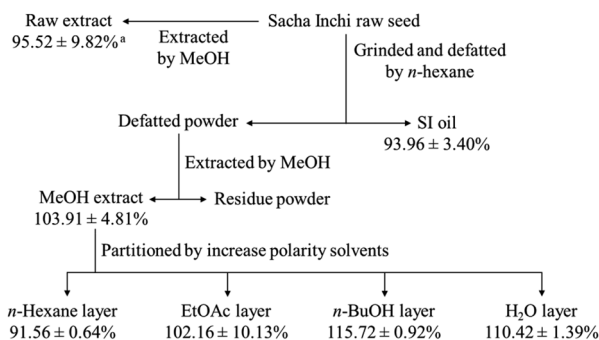 Raw extract
Sacha Inchi raw seed
95.52 ± 9.82%ᵃ
Extracted
by MeOH
Grinded and defatted
by n-hexane
Defatted powder
SI oil
93.96 ± 3.40%
Extracted by MeOH
MeOH extract
Residue powder
103.91 ± 4.81%
Partitioned by increase polarity solvents
n-Hexane layer
EtOAc layer
n-BuOH layer
H₂O layer
91.56 ± 0.64%
102.16 ± 10.13%
115.72 ± 0.92%
110.42 ± 1.39%